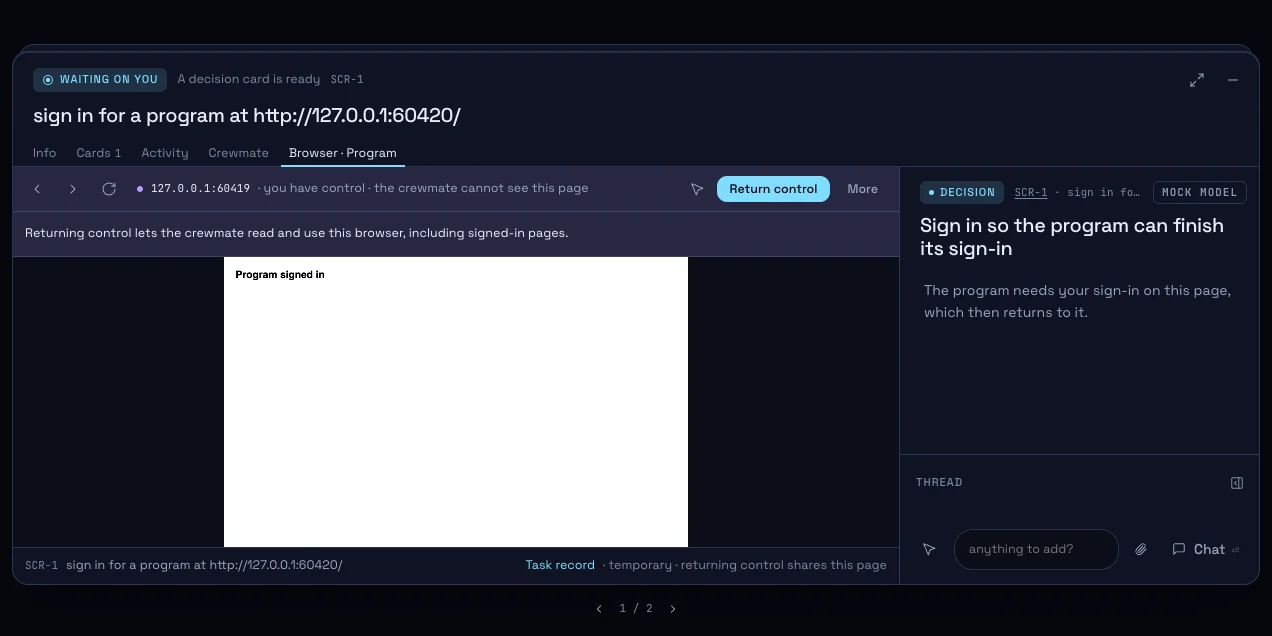 WAITING ON YOU A decision card is ready SCR-1
sign in for a program at http://127.0.0.1:60420/
Info Cards 1 Activity Crewmate Browser · Program
127.0.0.1:60419 · you have control · the crewmate cannot see this page Return control More
Returning control lets the crewmate read and use this browser, including signed-in pages.
Program signed in
SCR-1 sign in for a program at http://127.0.0.1:60420/ Task record · temporary · returning control shares this page
DECISION SCR-1 · sign in fo… MOCK MODEL
Sign in so the program can finish
its sign-in
The program needs your sign-in on this page,
which then returns to it.
THREAD
anything to add? Chat
1 / 2